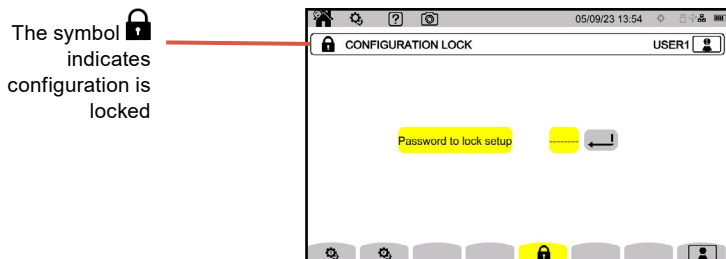 The symbol
indicates
configuration is
locked
?
05/09/23 13:54
CONFIGURATION LOCK
USER1
Password to lock setup
--------